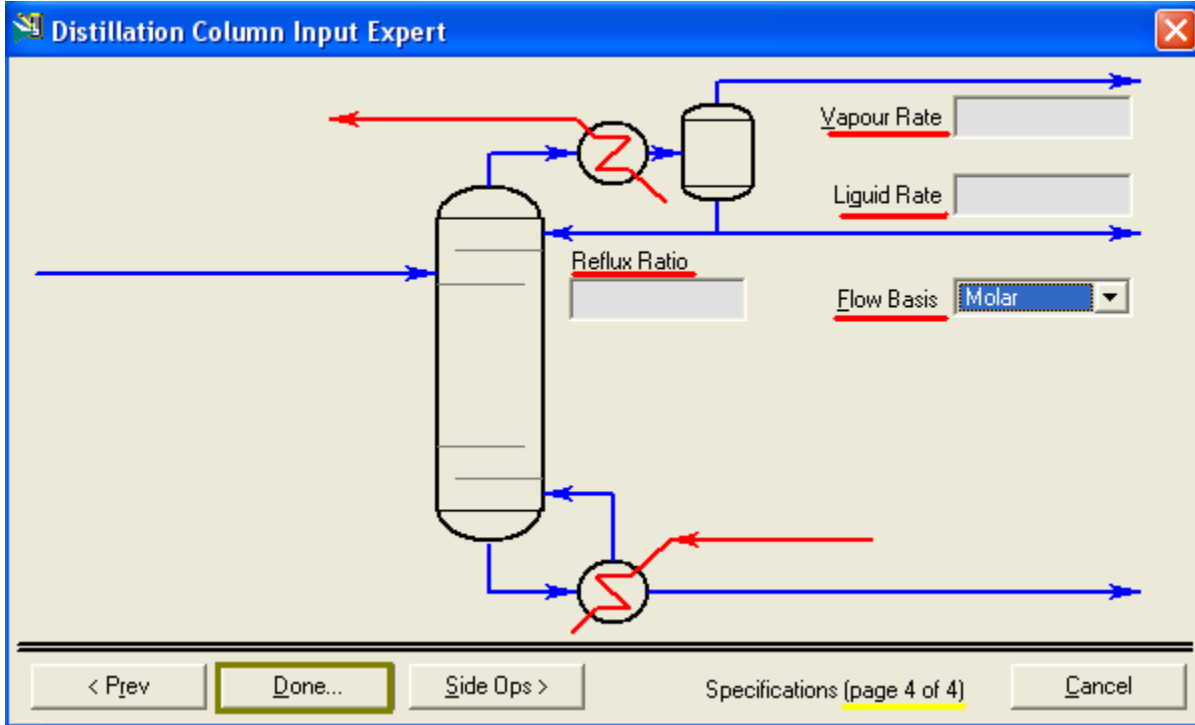 Distillation Column Input Expert
Vapour Rate
Liguid Rate
Reflux Ratio
Flow Basis Molar
< Prev Done... Side Ops > Specifications (page 4 of 4) Cancel